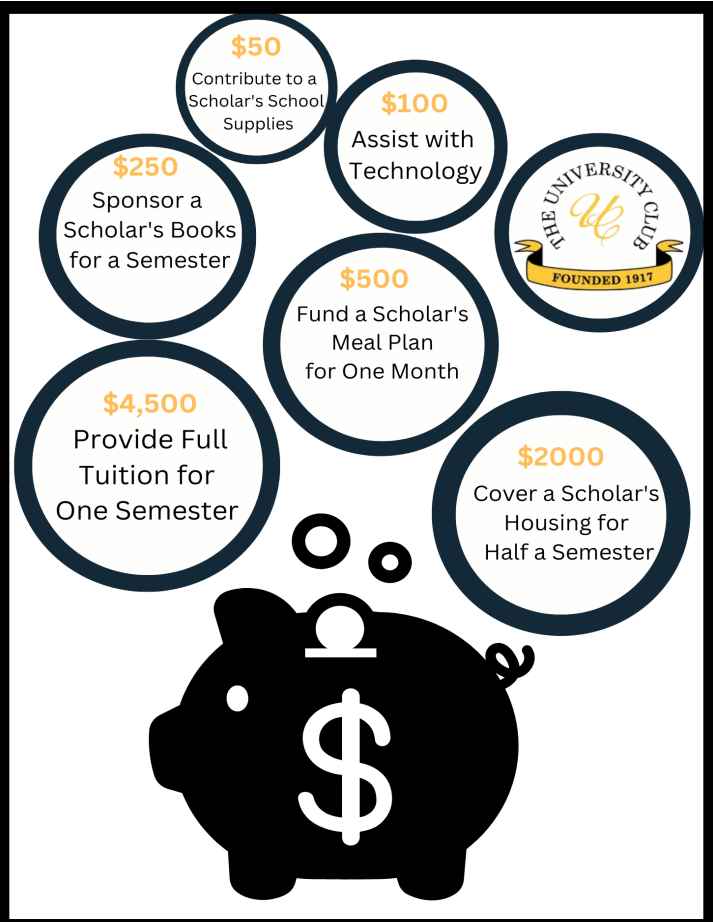 $50
Contribute to a
Scholar's School
Supplies
$100
Assist with
Technology
$250
Sponsor a
Scholar's Books
for a Semester
THE UNIVERSITY CLUB
UC
FOUNDED 1917
$500
Fund a Scholar's
Meal Plan
for One Month
$4,500
Provide Full
Tuition for
One Semester
$2000
Cover a Scholar's
Housing for
Half a Semester
$